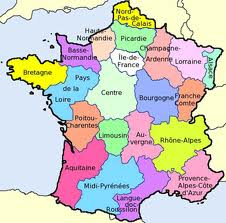 Nord-
Pas-de-
Calais
Haute
Normandie
Picardie
Basse-
Normandie
Île-de-
France
Champagne-
Ardenne
Lorraine
Alsace
Bretagne
Pays
de la
Loire
Centre
Bourgogne
Franche
Comté
Poitou-
Charentes
Limousin
Au-
vergne
Rhône-Alpes
Aquitaine
Midi-Pyrénées
Langue
doc
Roussillon
Provence-
Alpes-Côte
d'Azur